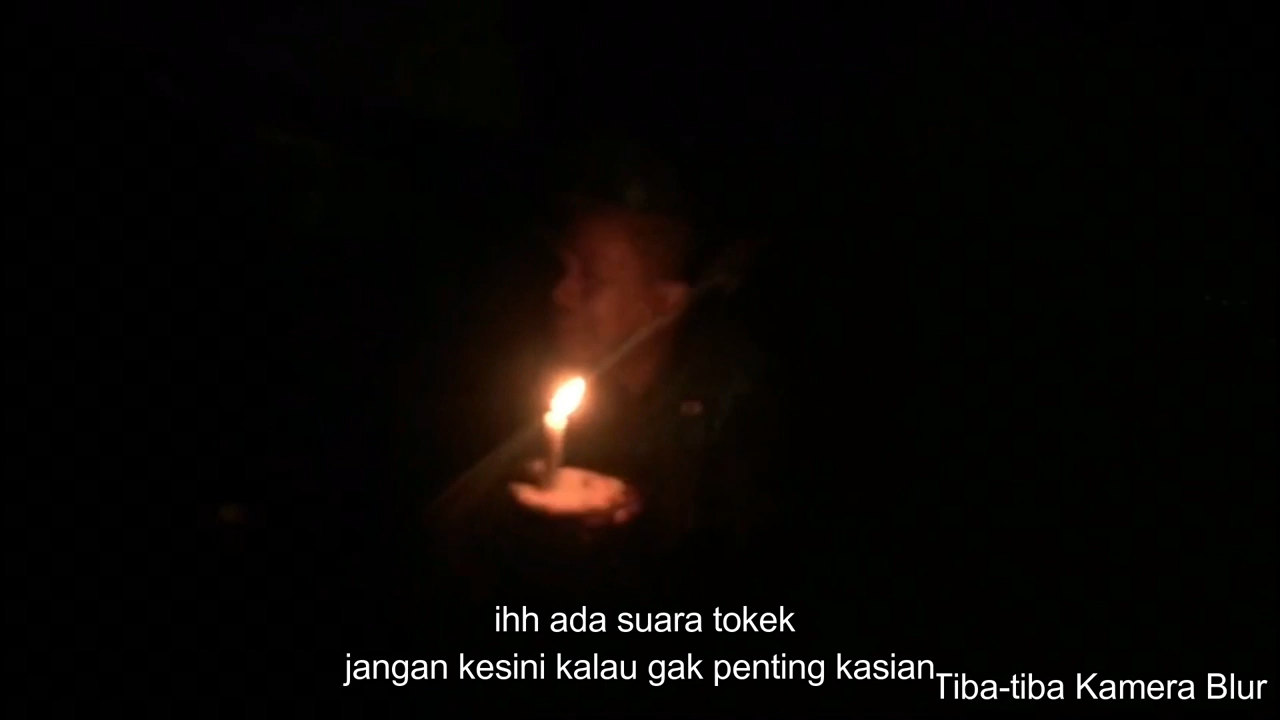 ihh ada suara tokek
jangan kesini kalau gak penting kasian
Tiba-tiba Kamera Blur